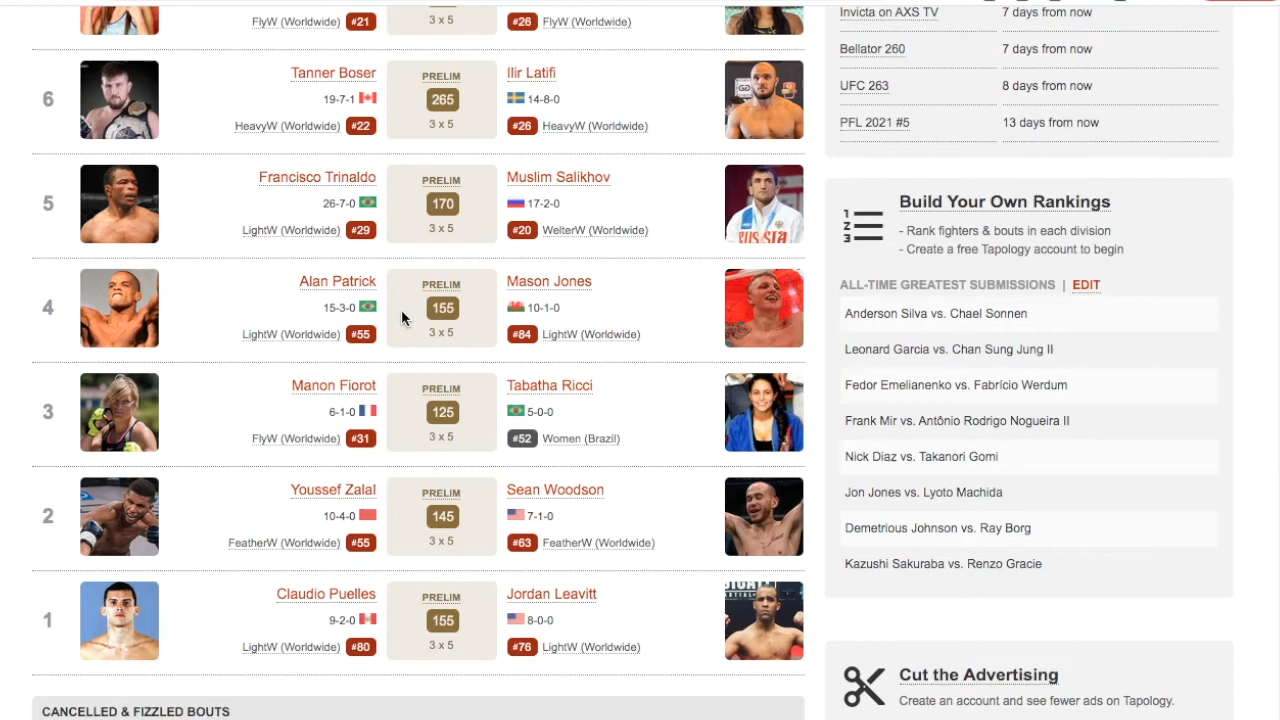 FlyW (Worldwide) #21
3 x 5
#26 FlyW (Worldwide)
6
Tanner Boser
19-7-1
HeavyW (Worldwide) #22
PRELIM
265
3 x 5
Ilir Latifi
14-8-0
#26 HeavyW (Worldwide)
5
Francisco Trinaldo
26-7-0
LightW (Worldwide) #29
PRELIM
170
3 x 5
Muslim Salikhov
17-2-0
#20 WelterW (Worldwide)
RUSSIA
4
Alan Patrick
15-3-0
LightW (Worldwide) #55
PRELIM
155
3 x 5
Mason Jones
10-1-0
#84 LightW (Worldwide)
3
Manon Fiorot
-1-0
FlyW (Worldwide) #31
PRELIM
125
3 x 5
Tabatha Ricci
5-0-0
#52 Women (Brazil)
2
Youssef Zalal
10-4-0
FeatherW (Worldwide) #55
PRELIM
145
3 x 5
Sean Woodson
7-1-0
#63 FeatherW (Worldwide)
1
Claudio Puelles
9-2-0
LightW (Worldwide) #80
PRELIM
155
3 x 5
Jordan Leavitt
8-0-0
#76 LightW (Worldwide)
CANCELLED & FIZZLED BOUTS
Invicta on AXS TV 7 days from now
Bellator 260 7 days from now
UFC 263 8 days from now
PFL 2021 #5 13 days from now
1
2
3
Build Your Own Rankings
- Rank fighters & bouts in each division
- Create a free Tapology account to begin
ALL-TIME GREATEST SUBMISSIONS | EDIT
Anderson Silva vs. Chael Sonnen
Leonard Garcia vs. Chan Sung Jung II
Fedor Emelianenko vs. Fabrício Werdum
Frank Mir vs. Antônio Rodrigo Nogueira II
Nick Diaz vs. Takanori Gomi
Jon Jones vs. Lyoto Machida
Demetrious Johnson vs. Ray Borg
Kazushi Sakuraba vs. Renzo Gracie
Cut the Advertising
Create an account and see fewer ads on Tapology.